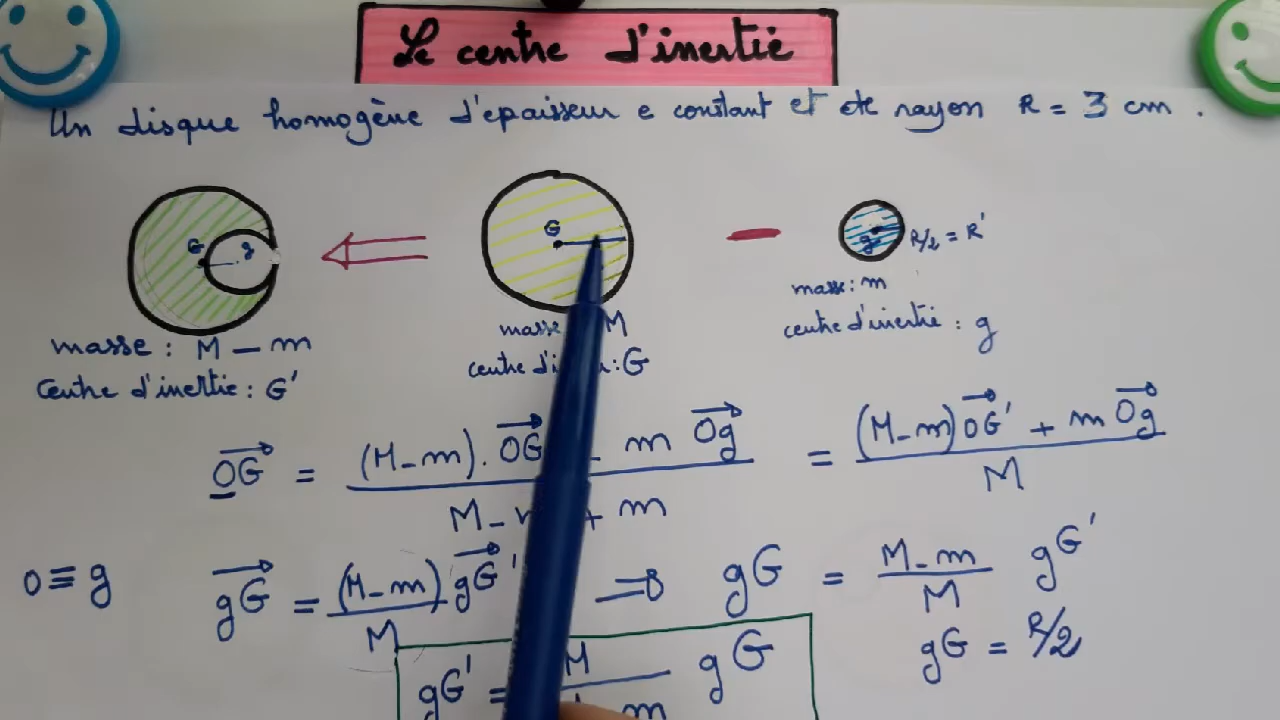 Le centre d'inertie
Un disque homogène d'epaisseur e constant et de rayon R = 3 cm .
G g
G
g R/2 = R'
masse : M - m
Centre d'inertie : G'
masse M
centre d'i : G
masse : m
centre d'inertie : g
OG = (M-m). OG m Og / M - + m = (M-m) OG' + m Og / M
O ≡ g gG = (M-m) gG' / M ⇒ gG = M-m / M gG'
gG' = M / m gG
gG = R/2